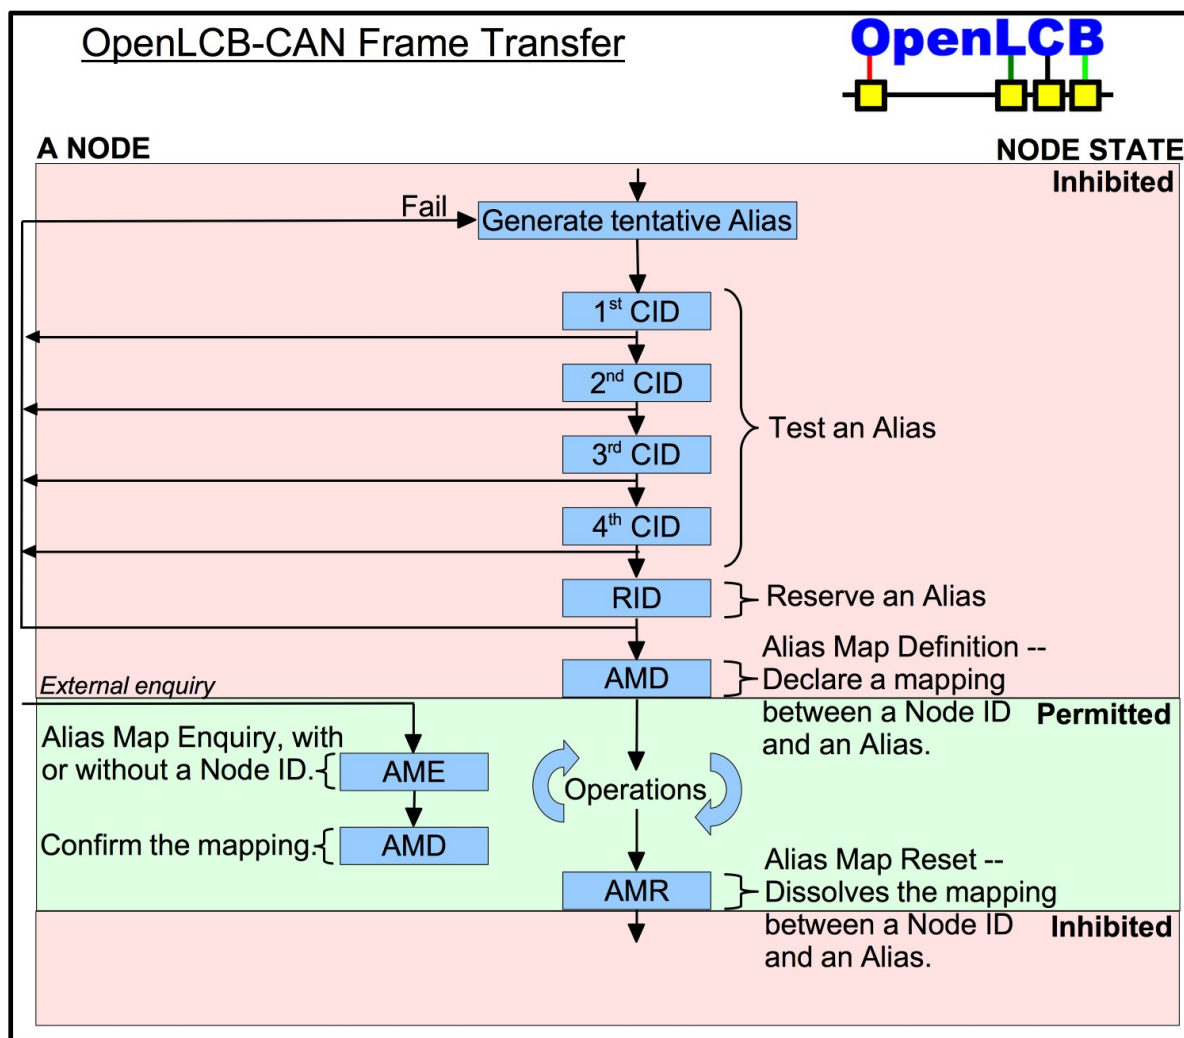 OpenLCB-CAN Frame Transfer
OpenLCB
A NODE
NODE STATE
Inhibited
Fail
Generate tentative Alias
1st CID
2nd CID
3rd CID
4th CID
Test an Alias
RID
Reserve an Alias
AMD
Alias Map Definition --
Declare a mapping
between a Node ID
and an Alias.
External enquiry
Permitted
Alias Map Enquiry, with
or without a Node ID.
AME
Operations
Confirm the mapping.
AMD
AMR
Alias Map Reset --
Dissolves the mapping
between a Node ID
and an Alias.
Inhibited